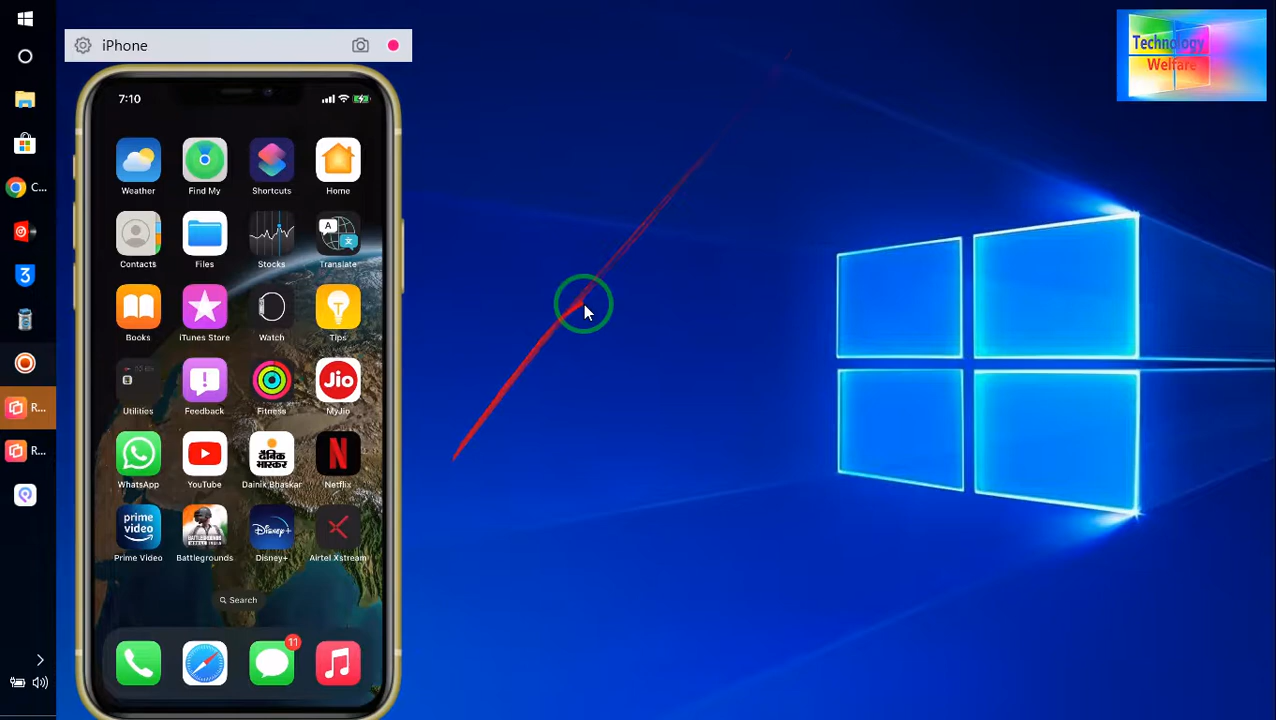 iPhone
Technology
Welfare
7:10
Weather Find My Shortcuts Home
Contacts Files Stocks Translate
Books iTunes Store Watch Tips
Utilities Feedback Fitness MyJio
Jio
WhatsApp YouTube Dainik Bhaskar Netflix
दैनिक
भास्कर
prime
video
Disney+
Prime Video Battlegrounds Disney+ Airtel Xstream
Search
11
C...
R...
R...